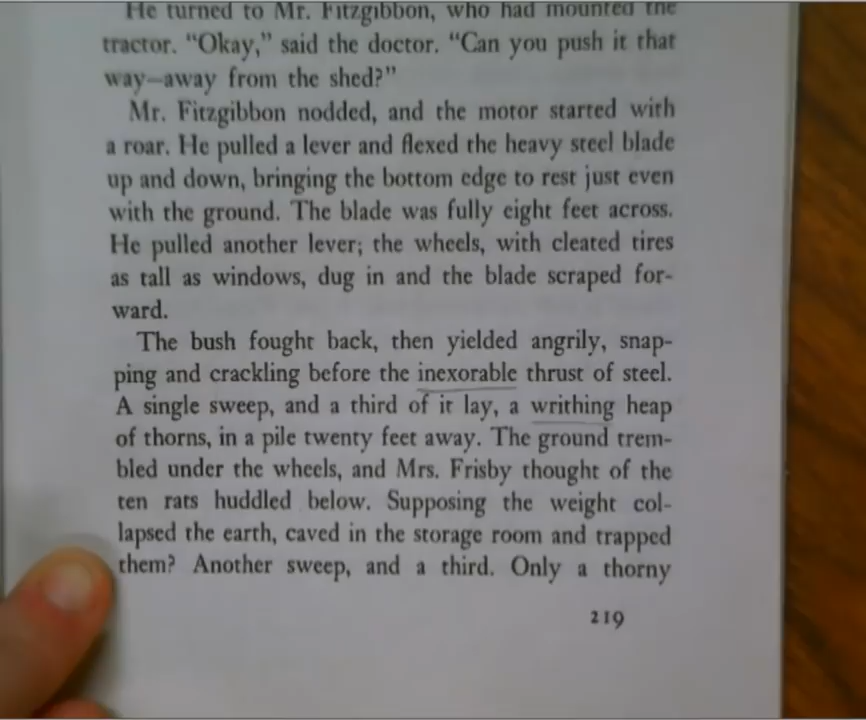 He turned to Mr. Fitzgibbon, who had mounted the
tractor. “Okay,” said the doctor. “Can you push it that
way—away from the shed?”
Mr. Fitzgibbon nodded, and the motor started with
a roar. He pulled a lever and flexed the heavy steel blade
up and down, bringing the bottom edge to rest just even
with the ground. The blade was fully eight feet across.
He pulled another lever; the wheels, with cleated tires
as tall as windows, dug in and the blade scraped for-
ward.
The bush fought back, then yielded angrily, snap-
ping and crackling before the inexorable thrust of steel.
A single sweep, and a third of it lay, a writhing heap
of thorns, in a pile twenty feet away. The ground trem-
bled under the wheels, and Mrs. Frisby thought of the
ten rats huddled below. Supposing the weight col-
lapsed the earth, caved in the storage room and trapped
them? Another sweep, and a third. Only a thorny
219